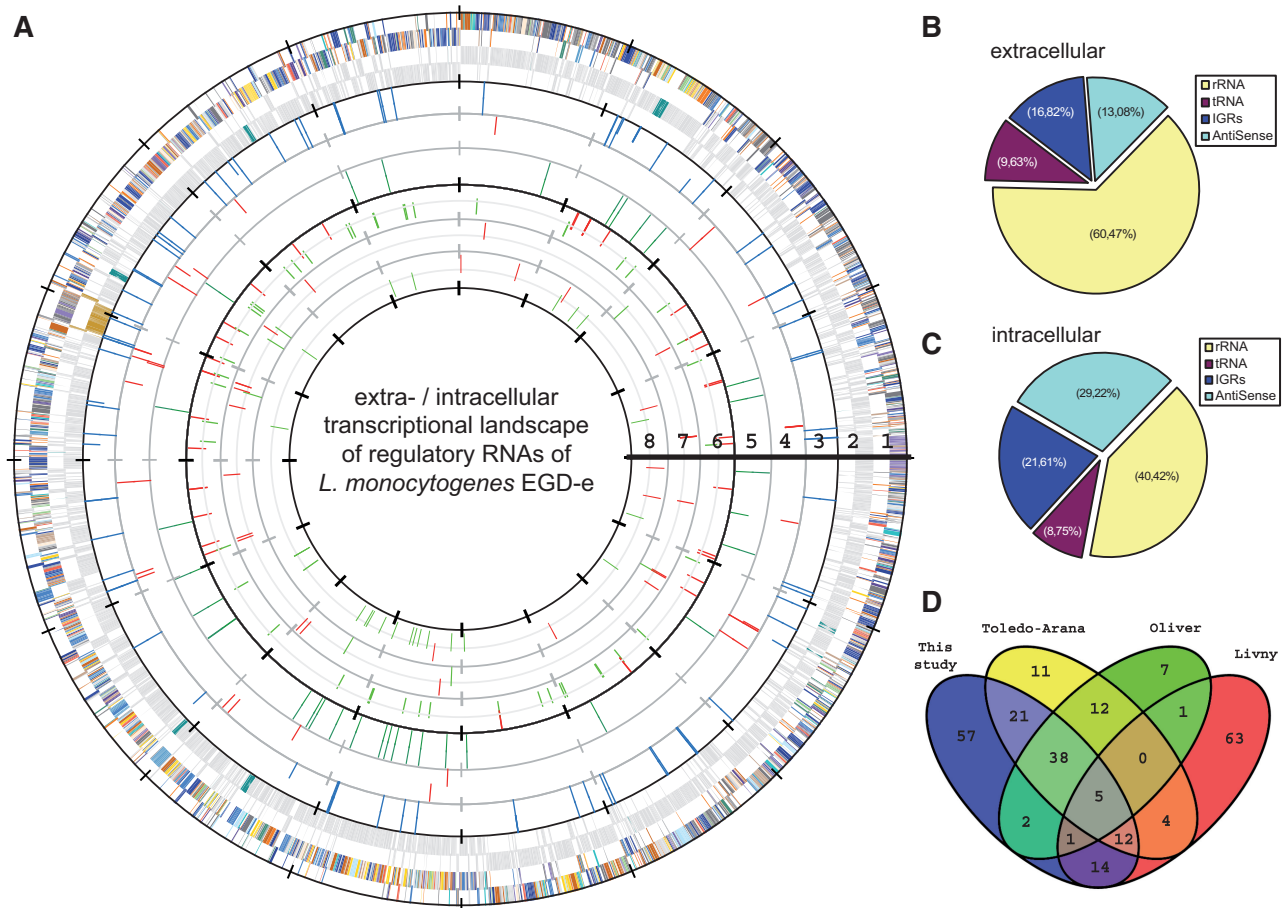 A
extra- / intracellular
transcriptional landscape
of regulatory RNAs of
L. monocytogenes EGD-e
8 7 6 5 4 3 2 1
B
extracellular
(16,82%)
(13,08%)
(9,63%)
(60,47%)
rRNA
tRNA
IGRs
AntiSense
C
intracellular
(29,22%)
(21,61%)
(40,42%)
(8,75%)
rRNA
tRNA
IGRs
AntiSense
D
Toledo-Arana
Oliver
This
study
Livny
11
7
21
12
1
57
63
38
0
5
2
4
1
12
14